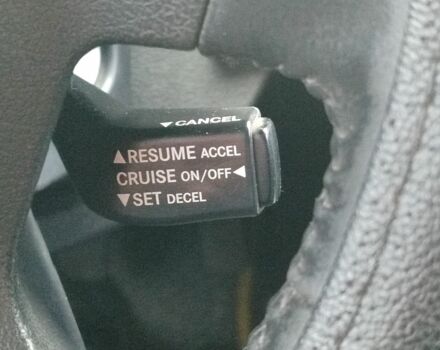 ▼CANCEL
▲RESUME ACCEL
CRUISE ON/OFF◀
▼SET DECEL